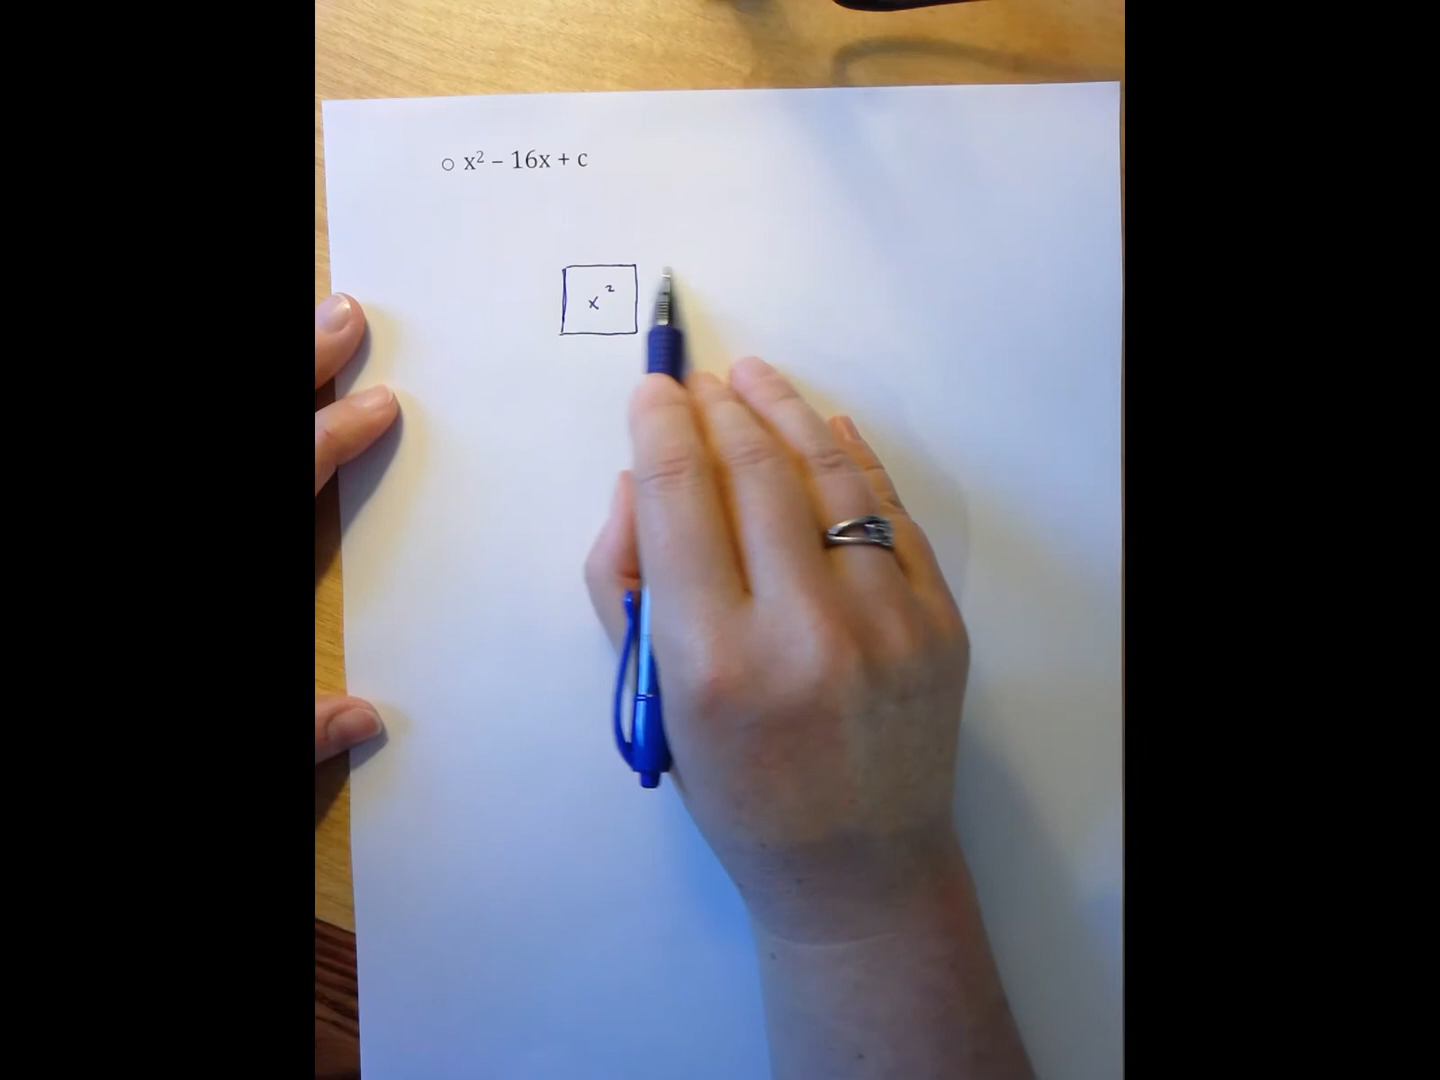 x² – 16x + c
x²